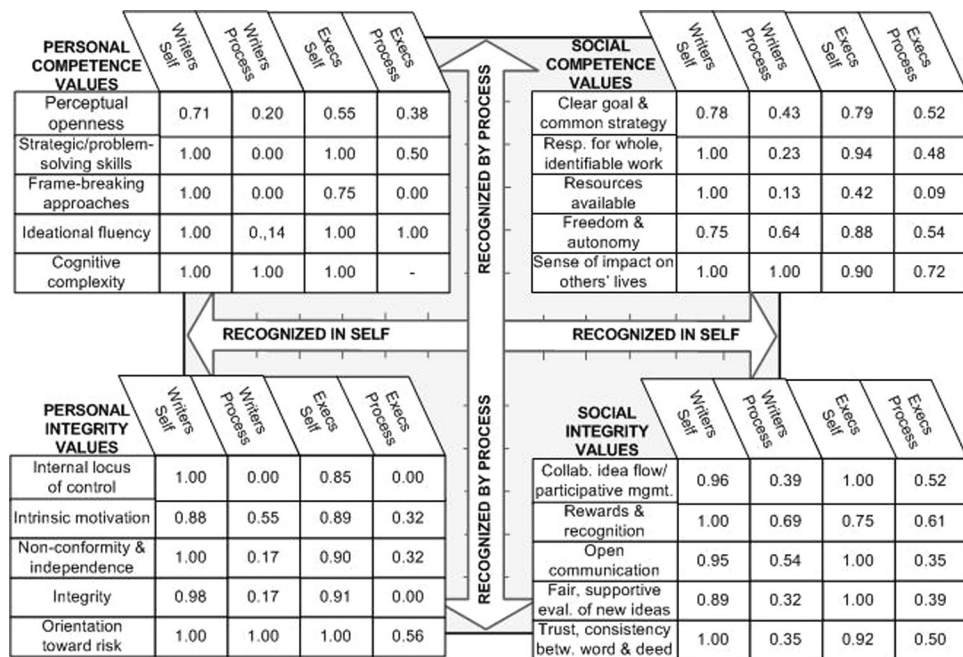 PERSONAL
COMPETENCE
VALUES
Writers
Self
Writers
Process
Execs
Self
Execs
Process
Perceptual
openness
0.71 0.20 0.55 0.38
Strategic/problem-
solving skills
1.00 0.00 1.00 0.50
Frame-breaking
approaches
1.00 0.00 0.75 0.00
Ideational fluency 1.00 0.,14 1.00 1.00
Cognitive
complexity
1.00 1.00 1.00 -
SOCIAL
COMPETENCE
VALUES
Writers
Self
Writers
Process
Execs
Self
Execs
Process
Clear goal &
common strategy
0.78 0.43 0.79 0.52
Resp. for whole,
identifiable work
1.00 0.23 0.94 0.48
Resources
available
1.00 0.13 0.42 0.09
Freedom &
autonomy
0.75 0.64 0.88 0.54
Sense of impact on
others' lives
1.00 1.00 0.90 0.72
RECOGNIZED BY PROCESS
RECOGNIZED IN SELF
RECOGNIZED IN SELF
RECOGNIZED BY PROCESS
PERSONAL
INTEGRITY
VALUES
Writers
Self
Writers
Process
Execs
Self
Execs
Process
Internal locus
of control
1.00 0.00 0.85 0.00
Intrinsic motivation 0.88 0.55 0.89 0.32
Non-conformity &
independence
1.00 0.17 0.90 0.32
Integrity 0.98 0.17 0.91 0.00
Orientation
toward risk
1.00 1.00 1.00 0.56
SOCIAL
INTEGRITY
VALUES
Writers
Self
Writers
Process
Execs
Self
Execs
Process
Collab. idea flow/
participative mgmt.
0.96 0.39 1.00 0.52
Rewards &
recognition
1.00 0.69 0.75 0.61
Open
communication
0.95 0.54 1.00 0.35
Fair, supportive
eval. of new ideas
0.89 0.32 1.00 0.39
Trust, consistency
betw. word & deed
1.00 0.35 0.92 0.50